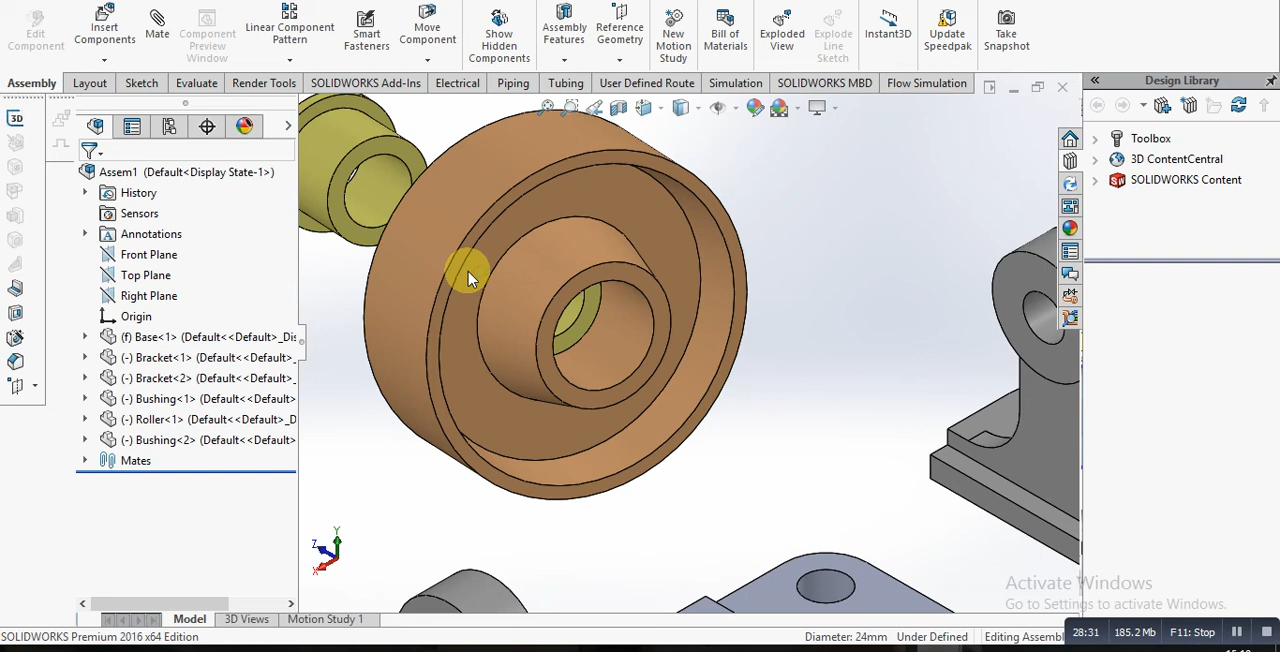 Edit Component
Insert Components
Mate
Component Preview Window
Linear Component Pattern
Smart Fasteners
Move Component
Show Hidden Components
Assembly Features
Reference Geometry
New Motion Study
Bill of Materials
Exploded View
Explode Line Sketch
Instant3D
Update Speedpak
Take Snapshot
Assembly Layout Sketch Evaluate Render Tools SOLIDWORKS Add-Ins Electrical Piping Tubing User Defined Route Simulation SOLIDWORKS MBD Flow Simulation
Design Library
3D
Assem1 (Default<Display State-1>)
History
Sensors
Annotations
Front Plane
Top Plane
Right Plane
Origin
(f) Base<1> (Default<<Default>_Dis
(-) Bracket<1> (Default<<Default>_
(-) Bracket<2> (Default<<Default>_
(-) Bushing<1> (Default<<Default>
(-) Roller<1> (Default<<Default>_D
(-) Bushing<2> (Default<<Default>
Mates
Toolbox
3D ContentCentral
SOLIDWORKS Content
Y
Z
X
Activate Windows
Go to Settings to activate Windows.
Model 3D Views Motion Study 1
SOLIDWORKS Premium 2016 x64 Edition
Diameter: 24mm Under Defined Editing Assembl
28:31 185.2 Mb F11: Stop